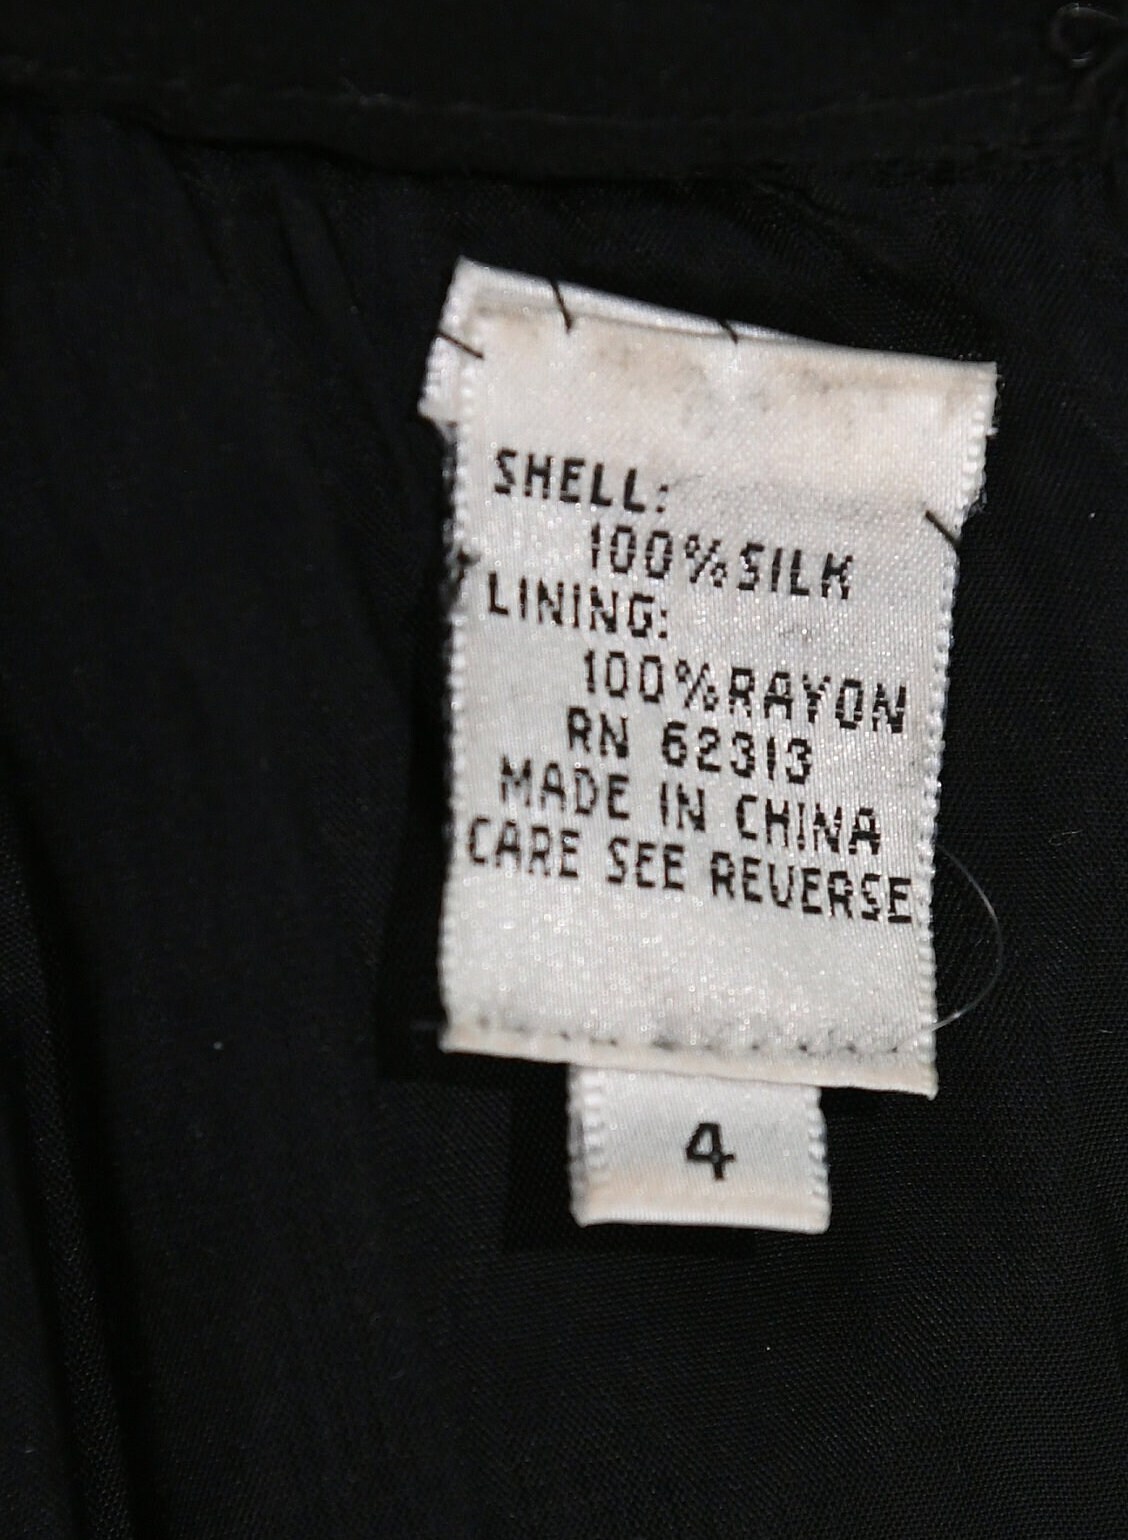 SHELL:
100%SILK
LINING:
100%RAYON
RN 62313
MADE IN CHINA
CARE SEE REVERSE
4